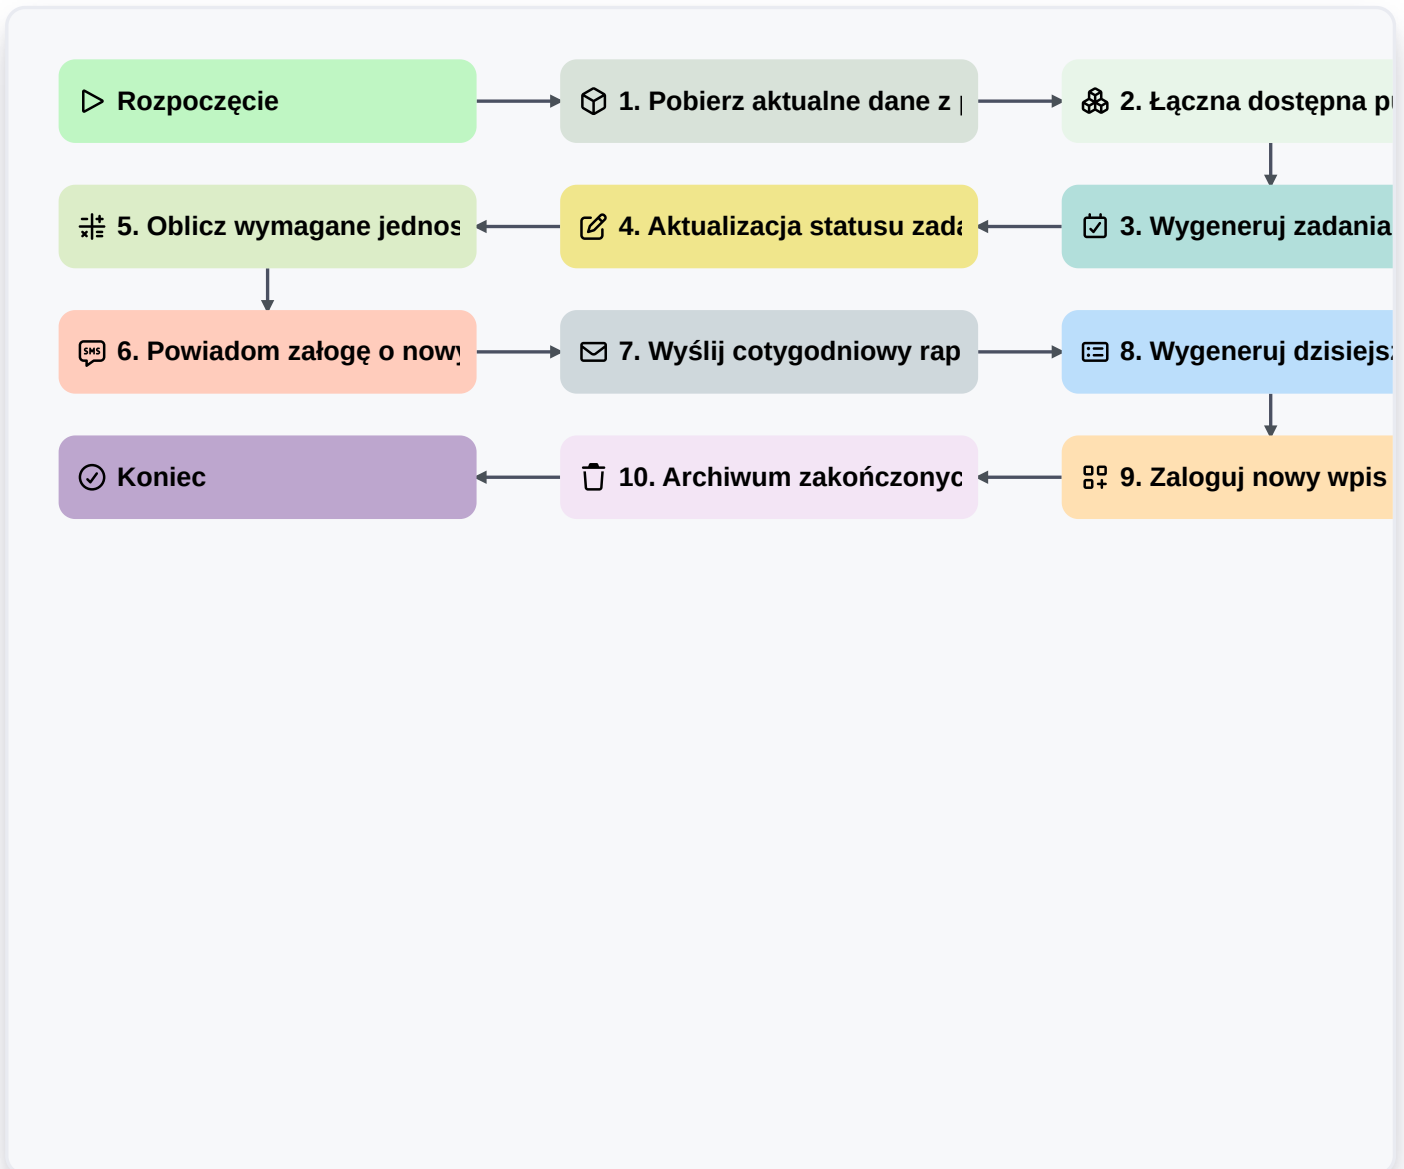 Rozpoczęcie
1. Pobierz aktualne dane z
2. Łączna dostępna
5. Oblicz wymagane
4. Aktualizacja statusu
3. Wygeneruj zadania
6. Powiadom załogę o
7. Wyślij cotygodniowy
8. Wygeneruj
Koniec
10. Archiwum
9. Zaloguj nowy wpis
SMS